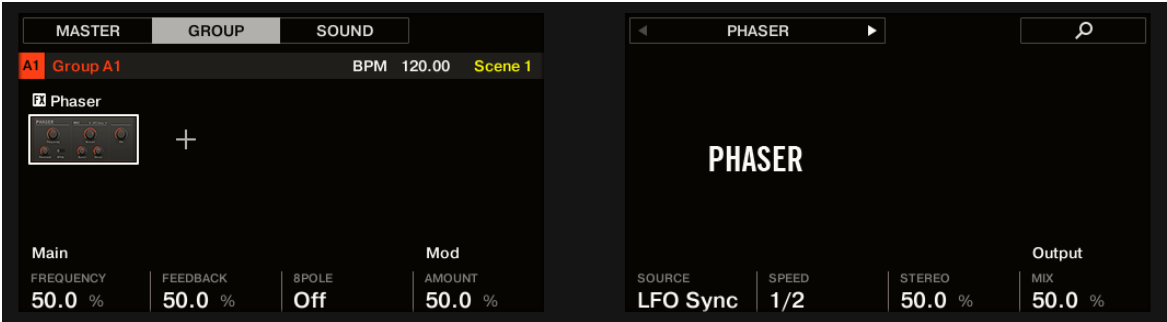 MASTER GROUP SOUND
A1 Group A1 BPM 120.00 Scene 1
FX Phaser
Main Mod
FREQUENCY FEEDBACK 8POLE AMOUNT
50.0 % 50.0 % Off 50.0 %
PHASER
PHASER
Output
SOURCE SPEED STEREO MIX
LFO Sync 1/2 50.0 % 50.0 %